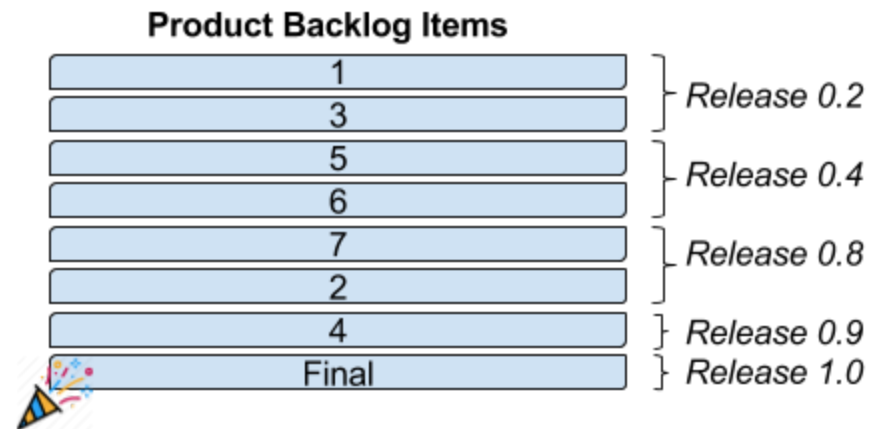 Product Backlog Items
1
3
Release 0.2
5
6
Release 0.4
7
2
Release 0.8
4
Release 0.9
Final
Release 1.0